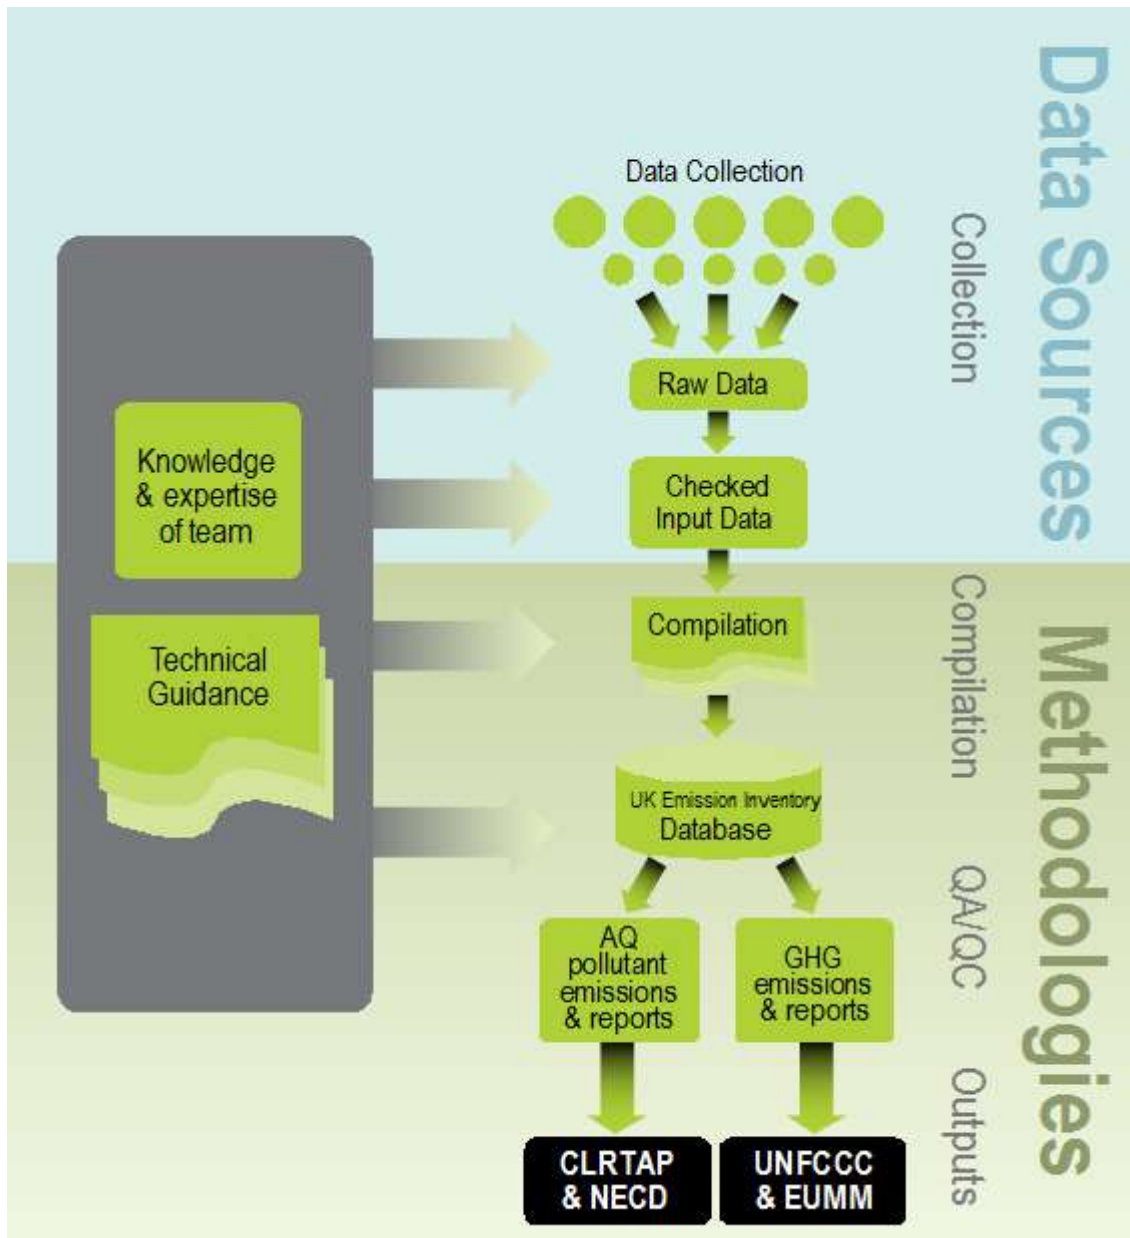 Data Sources
Methodologies
Collection
Compilation
QA/QC
Outputs
Data Collection
Raw Data
Checked
Input Data
Compilation
UK Emission Inventory
Database
AQ
pollutant
emissions
& reports
GHG
emissions
& reports
CLRTAP
& NECD
UNFCCC
& EUMM
Knowledge
& expertise
of team
Technical
Guidance